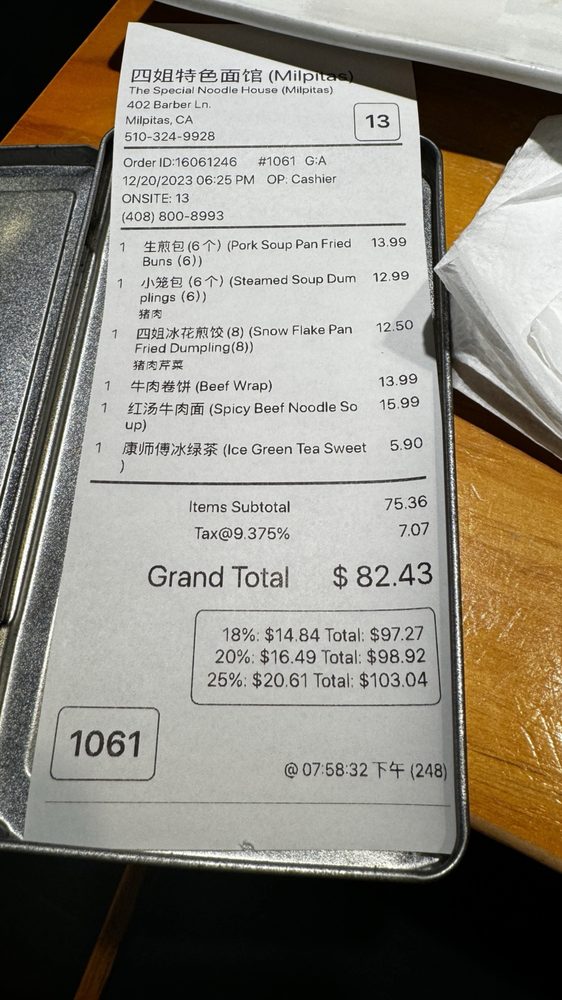 四姐特色面馆 (Milpitas)
The Special Noodle House (Milpitas)
402 Barber Ln.
Milpitas, CA
510-324-9928
13
Order ID:16061246 #1061 G:A
12/20/2023 06:25 PM OP: Cashier
ONSITE: 13
(408) 800-8993
1 生煎包(6个) (Pork Soup Pan Fried 13.99
Buns (6))
1 小笼包 (6个) (Steamed Soup Dum 12.99
plings (6))
猪肉
1 四姐冰花煎饺(8) (Snow Flake Pan 12.50
Fried Dumpling(8))
猪肉芹菜
1 牛肉卷饼 (Beef Wrap) 13.99
1 红汤牛肉面 (Spicy Beef Noodle So 15.99
up)
1 康师傅冰绿茶 (Ice Green Tea Sweet 5.90
)
Items Subtotal 75.36
Tax@9.375% 7.07
Grand Total $ 82.43
18%: $14.84 Total: $97.27
20%: $16.49 Total: $98.92
25%: $20.61 Total: $103.04
1061
@ 07:58:32 下午 (248)